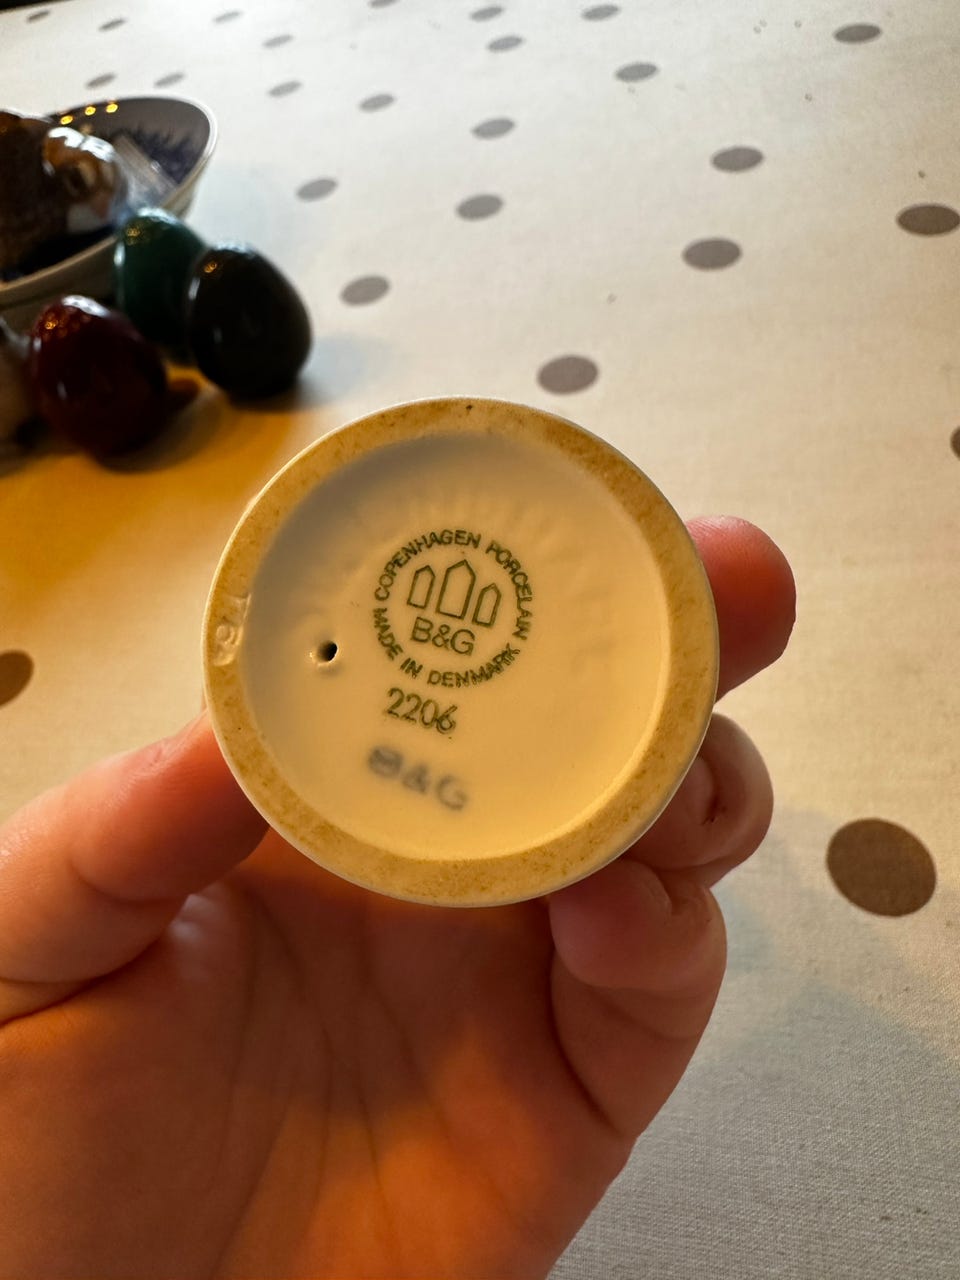 COPENHAGEN PORCELAIN
B&G
MADE IN DENMARK
2206
B&G